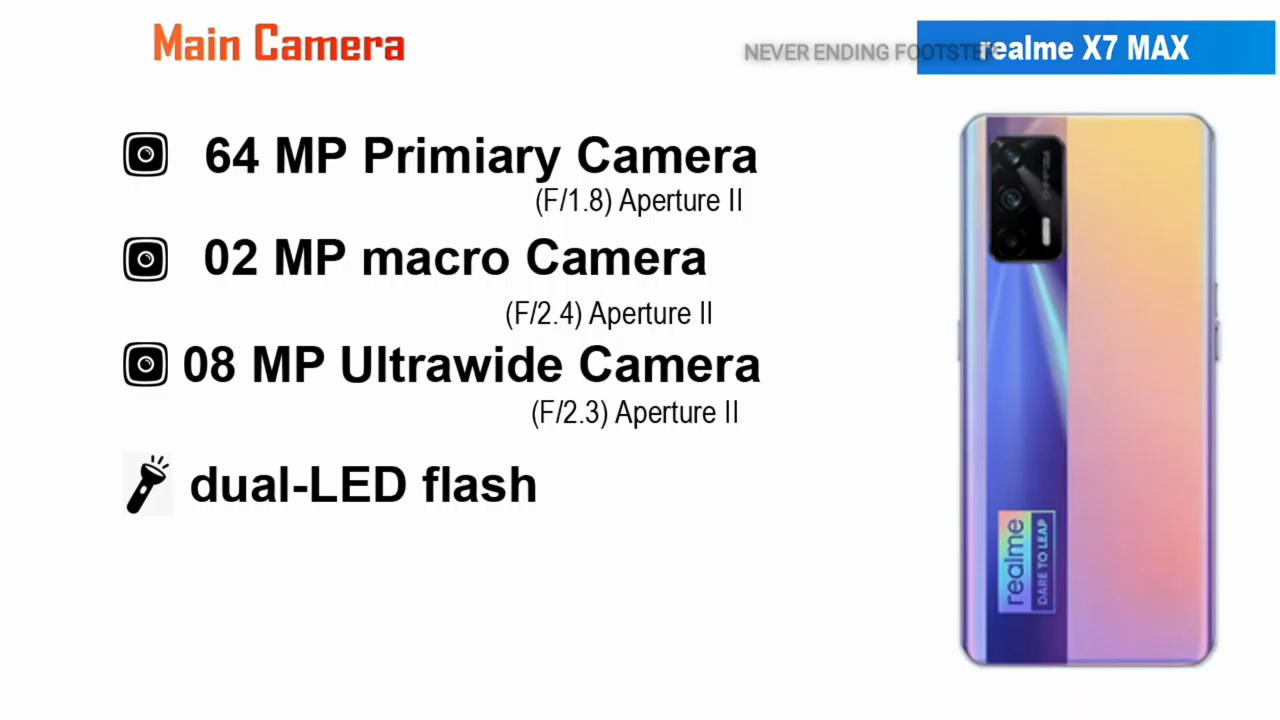 Main Camera
NEVER ENDING FOOTSTEP
realme X7 MAX
64 MP Primiary Camera
(F/1.8) Aperture II
02 MP macro Camera
(F/2.4) Aperture II
08 MP Ultrawide Camera
(F/2.3) Aperture II
dual-LED flash
realme
DARE TO LEAP